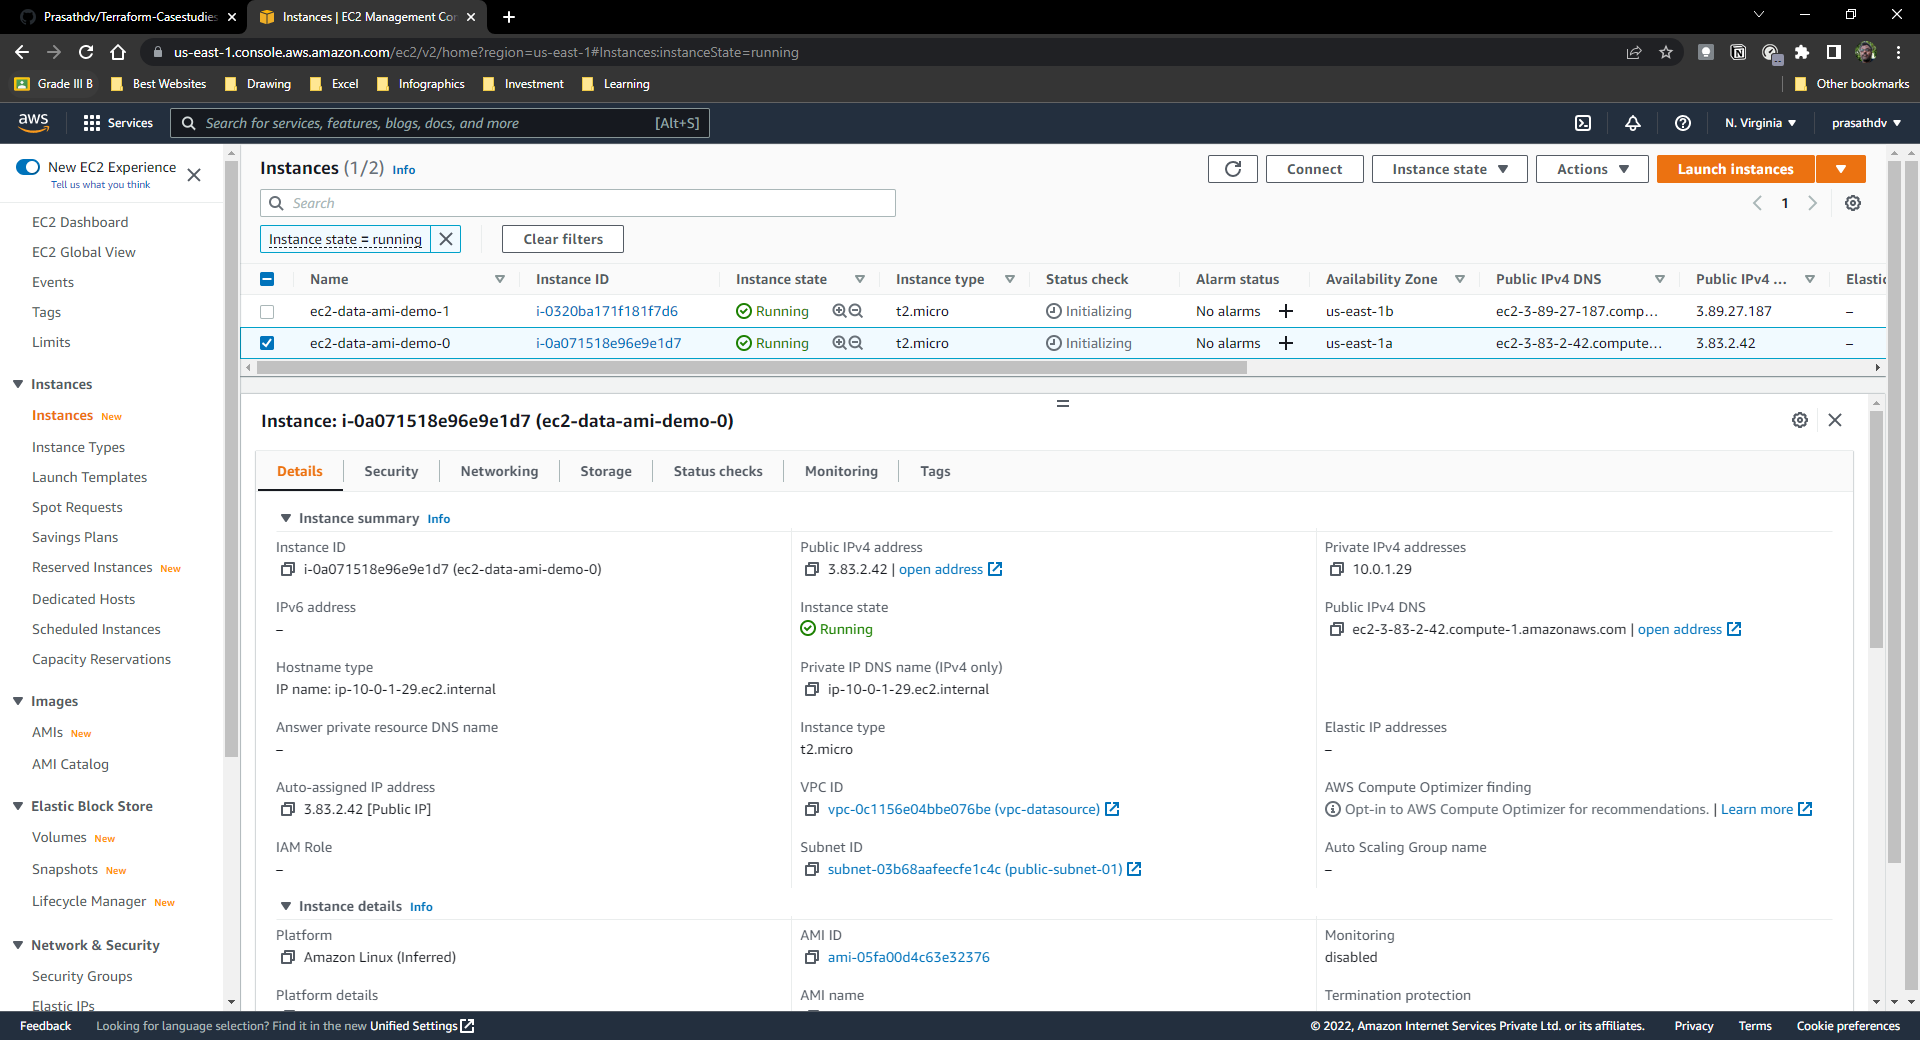 Prasathdv/Terraform-Casestudies
Instances | EC2 Management Con
us-east-1.console.aws.amazon.com/ec2/v2/home?region=us-east-1#Instances:instanceState=running
Grade III B
Best Websites
Drawing
Excel
Infographics
Investment
Learning
Other bookmarks
aws
Services
Search for services, features, blogs, docs, and more
[Alt+S]
N. Virginia
prasathdv
New EC2 Experience
Tell us what you think
EC2 Dashboard
EC2 Global View
Events
Tags
Limits
Instances
Instances New
Instance Types
Launch Templates
Spot Requests
Savings Plans
Reserved Instances New
Dedicated Hosts
Scheduled Instances
Capacity Reservations
Images
AMIs New
AMI Catalog
Elastic Block Store
Volumes New
Snapshots New
Lifecycle Manager New
Network & Security
Security Groups
Elastic IPs
Instances (1/2) Info
Connect
Instance state
Actions
Launch instances
Search
1
Instance state = running
Clear filters
Name Instance ID Instance state Instance type Status check Alarm status Availability Zone Public IPv4 DNS Public IPv4 ... Elastic
ec2-data-ami-demo-1 i-0320ba171f181f7d6 Running t2.micro Initializing No alarms + us-east-1b ec2-3-89-27-187.comp... 3.89.27.187 –
ec2-data-ami-demo-0 i-0a071518e96e9e1d7 Running t2.micro Initializing No alarms + us-east-1a ec2-3-83-2-42.compute... 3.83.2.42 –
Instance: i-0a071518e96e9e1d7 (ec2-data-ami-demo-0)
Details
Security
Networking
Storage
Status checks
Monitoring
Tags
Instance summary Info
Instance ID
i-0a071518e96e9e1d7 (ec2-data-ami-demo-0)
Public IPv4 address
3.83.2.42 | open address
Private IPv4 addresses
10.0.1.29
IPv6 address
–
Instance state
Running
Public IPv4 DNS
ec2-3-83-2-42.compute-1.amazonaws.com | open address
Hostname type
IP name: ip-10-0-1-29.ec2.internal
Private IP DNS name (IPv4 only)
ip-10-0-1-29.ec2.internal
Answer private resource DNS name
–
Instance type
t2.micro
Elastic IP addresses
–
Auto-assigned IP address
3.83.2.42 [Public IP]
VPC ID
vpc-0c1156e04bbe076be (vpc-datasource)
AWS Compute Optimizer finding
Opt-in to AWS Compute Optimizer for recommendations. | Learn more
IAM Role
–
Subnet ID
subnet-03b68aafeecfe1c4c (public-subnet-01)
Auto Scaling Group name
–
Instance details Info
Platform
Amazon Linux (Inferred)
AMI ID
ami-05fa00d4c63e32376
Monitoring
disabled
Platform details
AMI name
Termination protection
Feedback
Looking for language selection? Find it in the new Unified Settings
© 2022, Amazon Internet Services Private Ltd. or its affiliates.
Privacy
Terms
Cookie preferences